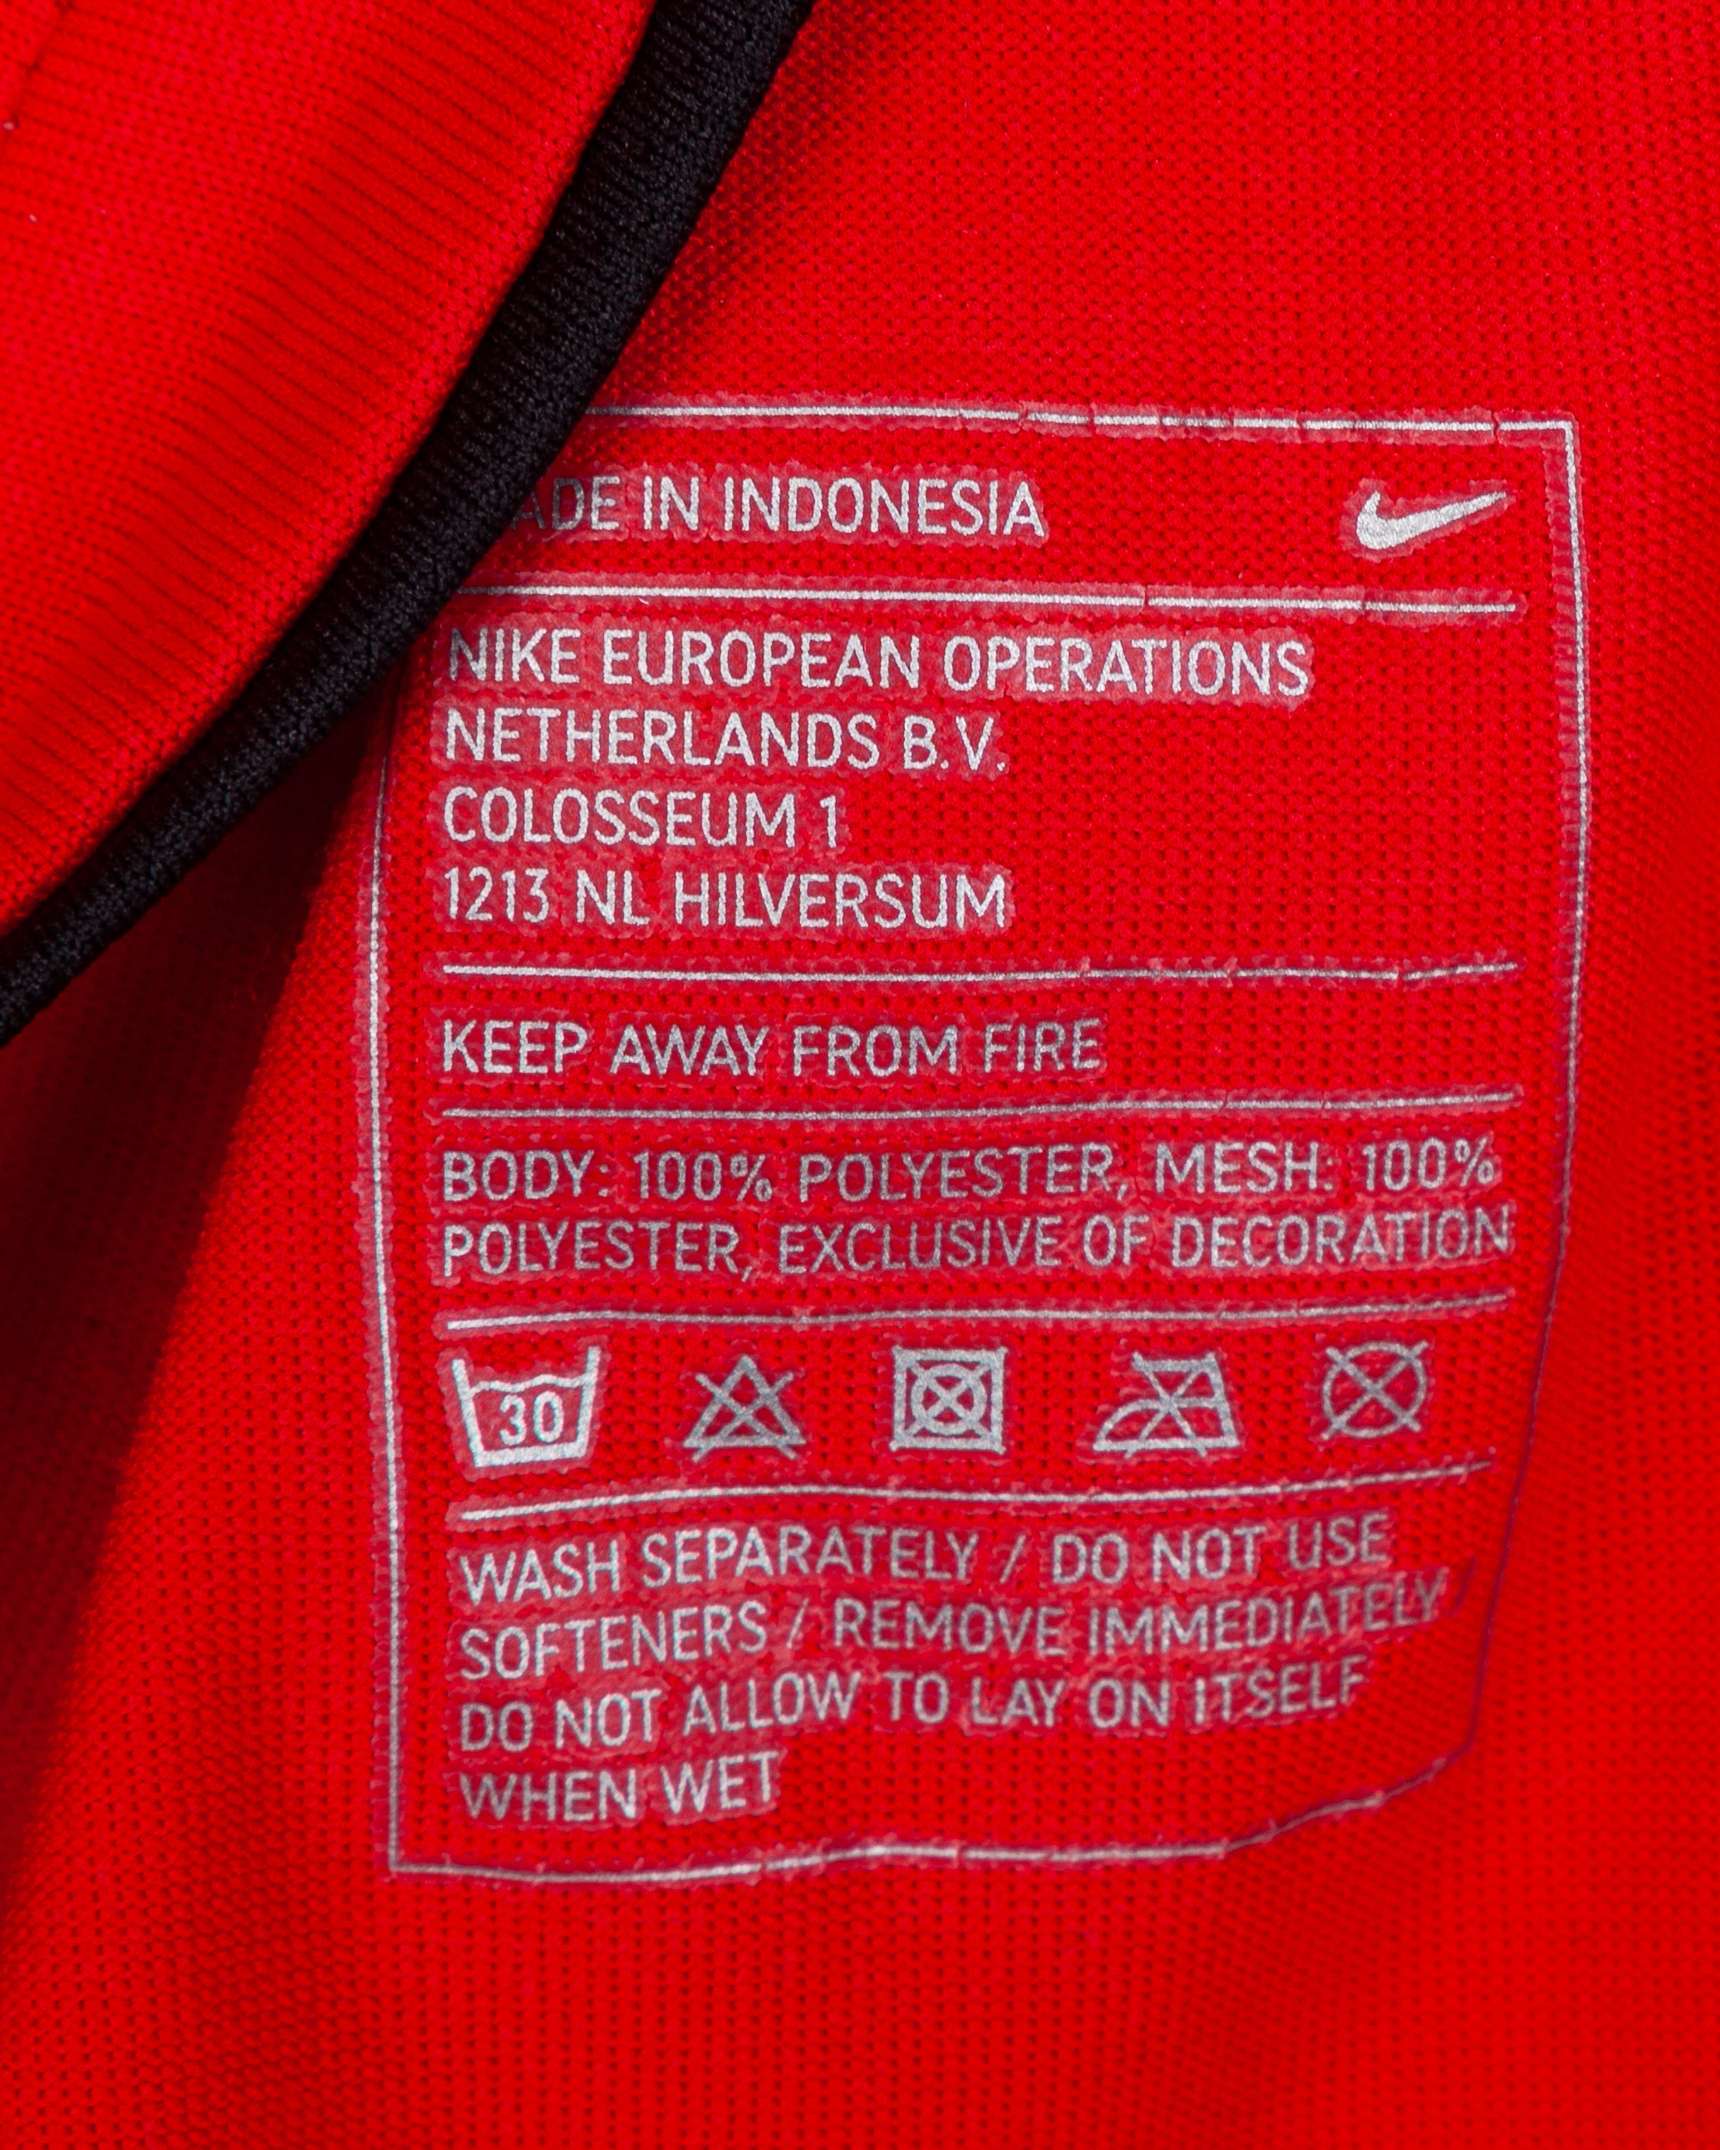 ADE IN INDONESIA
NIKE EUROPEAN OPERATIONS
NETHERLANDS B.V.
COLOSSEUM 1
1213 NL HILVERSUM
KEEP AWAY FROM FIRE
BODY: 100% POLYESTER, MESH: 100%
POLYESTER, EXCLUSIVE OF DECORATION
30
WASH SEPARATELY / DO NOT USE
SOFTENERS / REMOVE IMMEDIATELY /
DO NOT ALLOW TO LAY ON ITSELF
WHEN WET